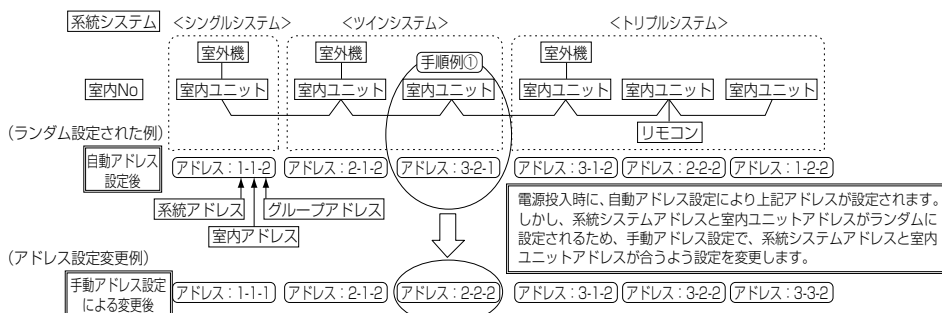 系統システム <シングルシステム> <ツインシステム> <トリプルシステム>
室外機 室外機 手順例① 室外機
室内No 室内ユニット 室内ユニット 室内ユニット 室内ユニット 室内ユニット 室内ユニット
リモコン
（ランダム設定された例）
自動アドレス
設定後
アドレス：1-1-2 アドレス：2-1-2 アドレス：3-2-1 アドレス：3-1-2 アドレス：2-2-2 アドレス：1-2-2
系統アドレス グループアドレス
室内アドレス
電源投入時に、自動アドレス設定により上記アドレスが設定されます。
しかし、系統システムアドレスと室内ユニットアドレスがランダムに
設定されるため、手動アドレス設定で、系統システムアドレスと室内
ユニットアドレスが合うよう設定を変更します。
（アドレス設定変更例）
手動アドレス設定
による変更後
アドレス：1-1-1 アドレス：2-1-2 アドレス：2-2-2 アドレス：3-1-2 アドレス：3-2-2 アドレス：3-3-2